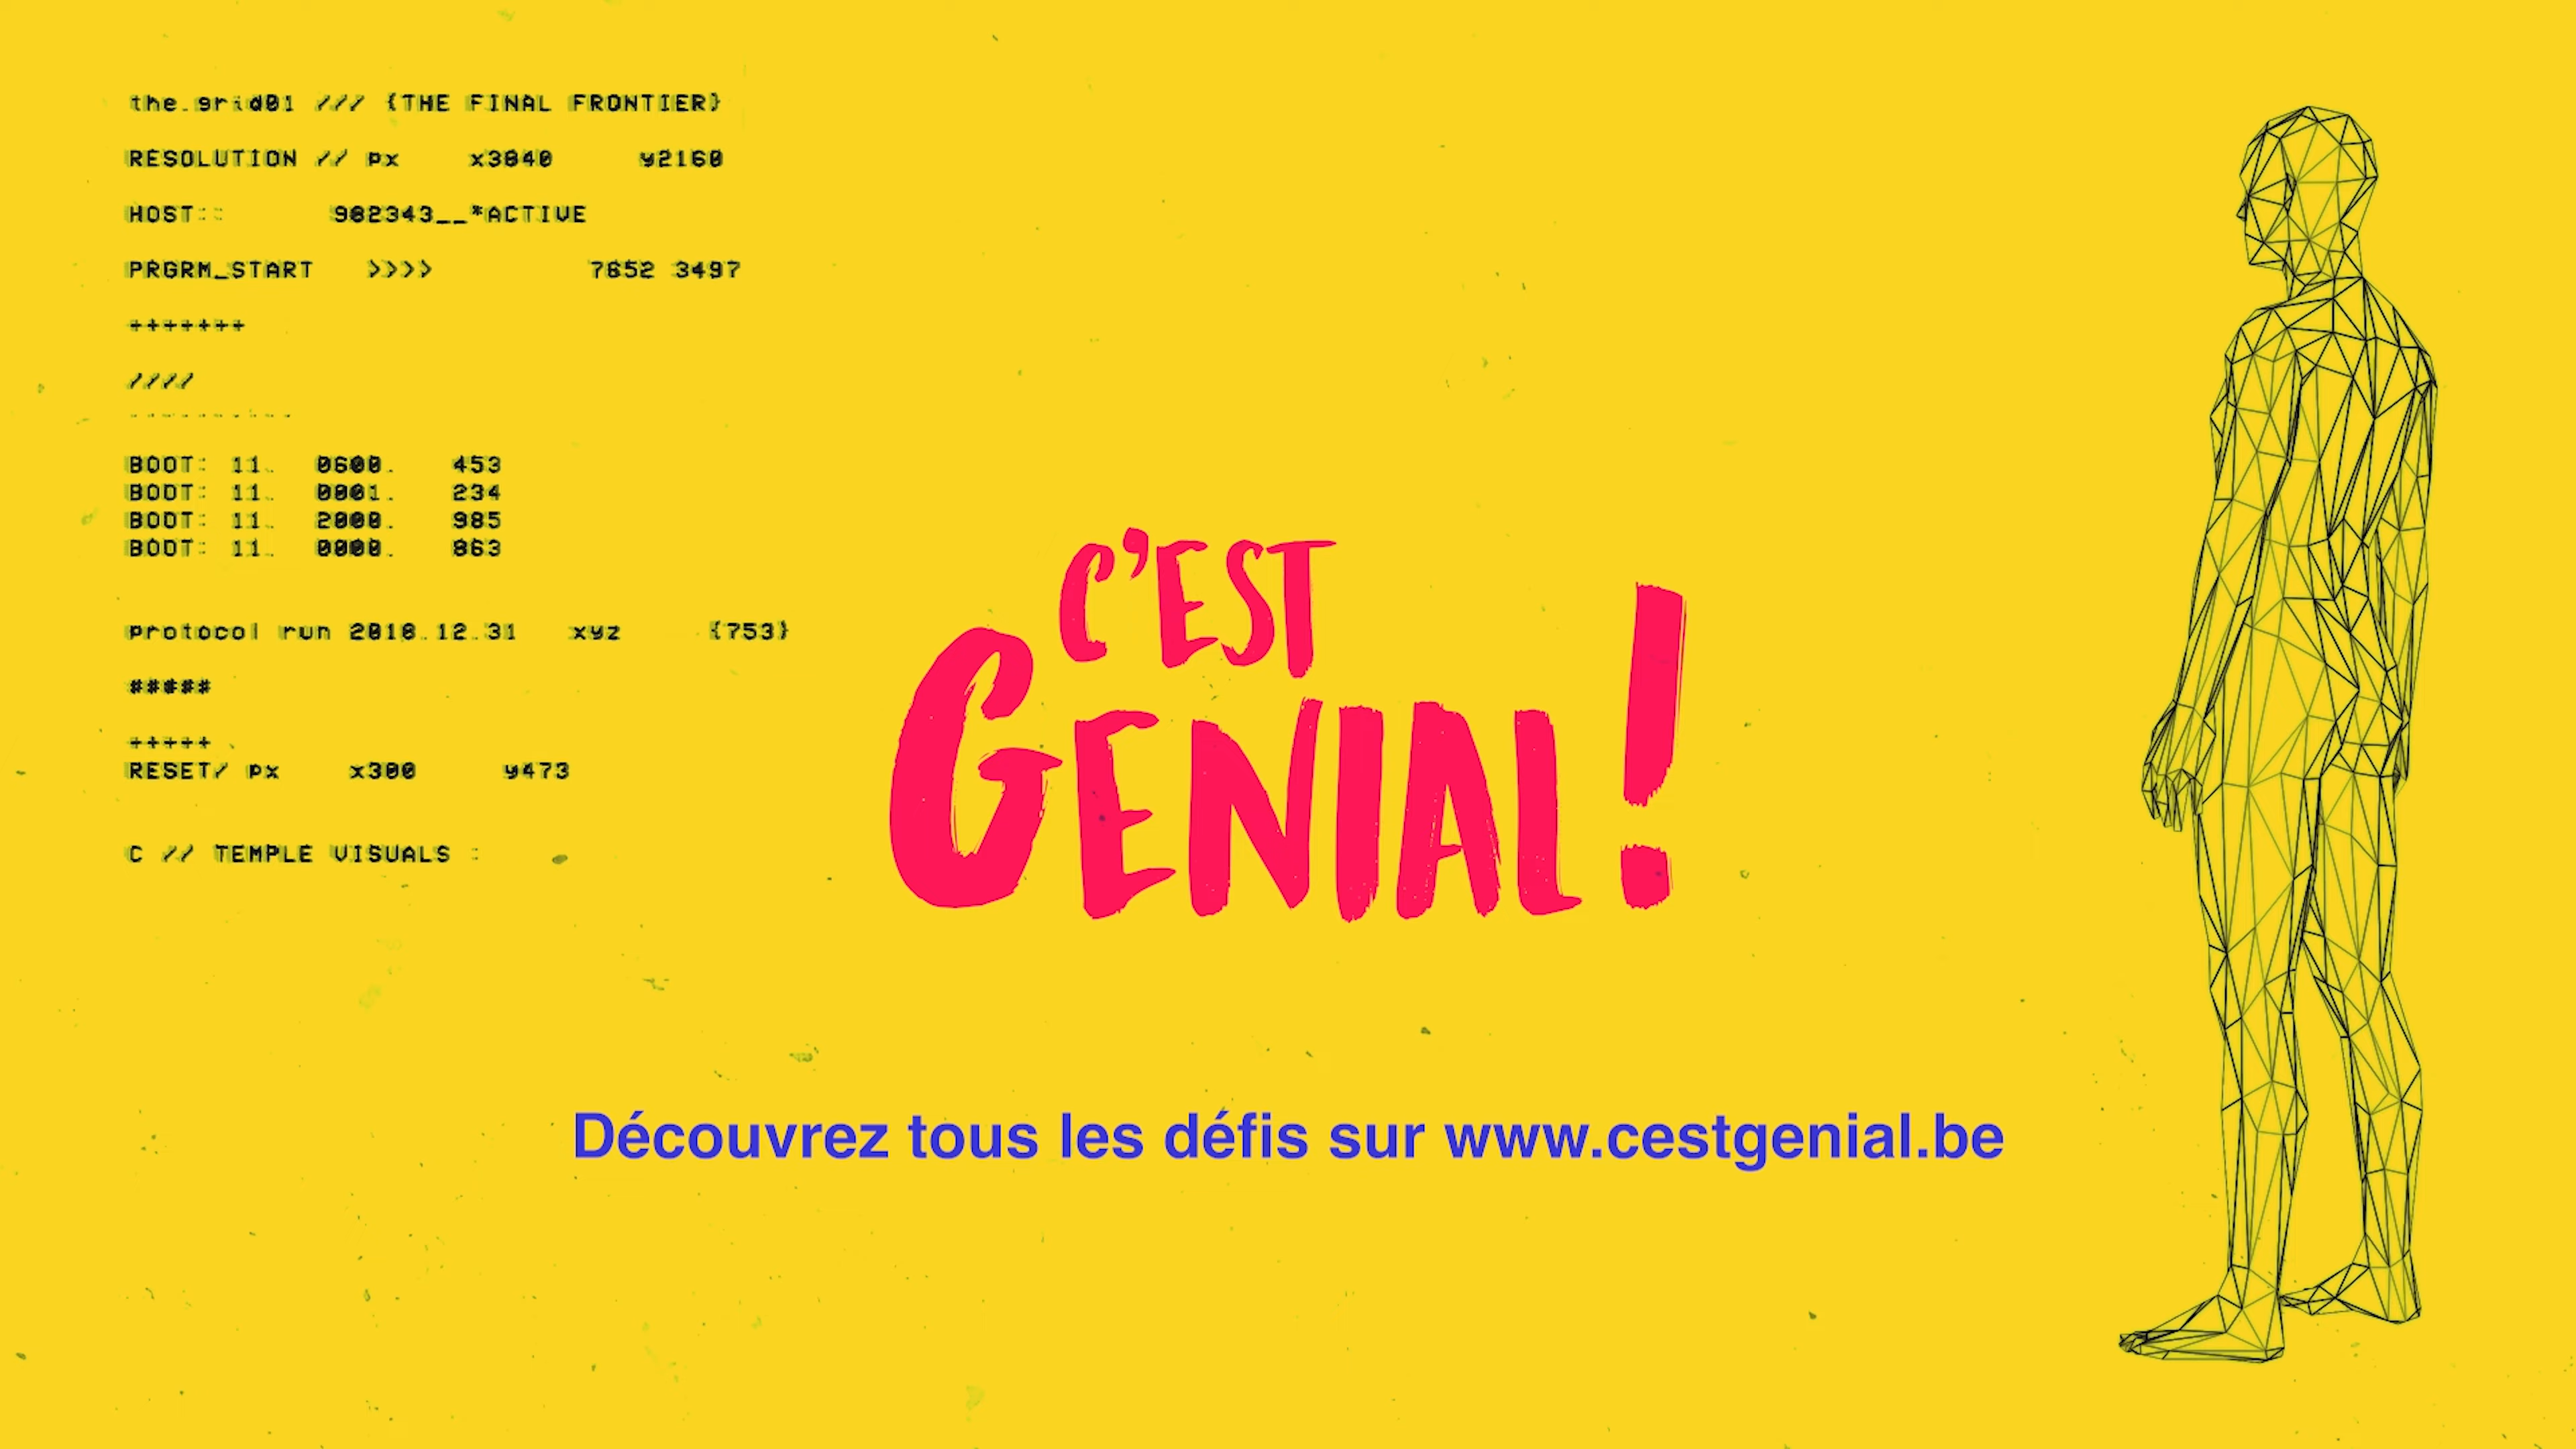 the.grid01 /// {THE FINAL FRONTIER}
RESOLUTION // px x3840 y2160
HOST:: 982343__*ACTIVE
PRGRM_START >>>> 7652 3497
+++++++
////
----------
BOOT: 11. 0600. 453
BOOT: 11. 0001. 234
BOOT: 11. 2000. 985
BOOT: 11. 0000. 863
protocol run 2018.12.31 xyz {753}
#####
+++++
RESET/ px x300 y473
C // TEMPLE VISUALS :
C'EST
GENIAL!
Découvrez tous les défis sur www.cestgenial.be